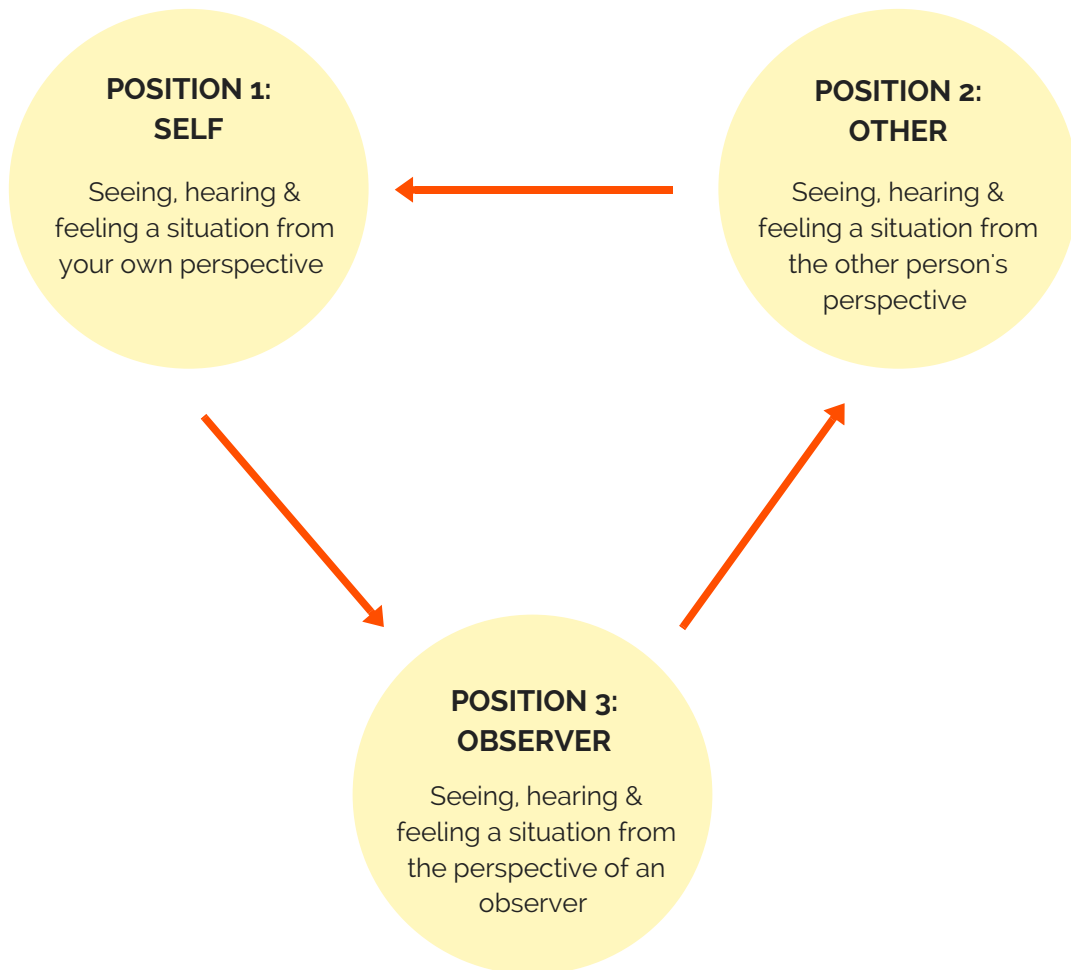 POSITION 1:
SELF
Seeing, hearing &
feeling a situation from
your own perspective
POSITION 2:
OTHER
Seeing, hearing &
feeling a situation from
the other person's
perspective
POSITION 3:
OBSERVER
Seeing, hearing &
feeling a situation from
the perspective of an
observer